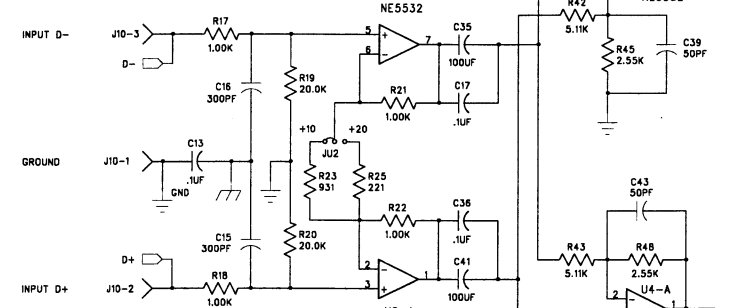 NE5532
R42
5.11K
INPUT D-
J10-3
R17
1.00K
D-
5
6
7
C35
100UF
R45
2.55K
C39
50PF
C16
300PF
R19
20.0K
R21
1.00K
C17
.1UF
+10
+20
JU2
GROUND
J10-1
C13
.1UF
GND
R23
931
R25
221
C43
50PF
R22
1.00K
C36
.1UF
C15
300PF
R20
20.0K
D+
R43
5.11K
R48
2.55K
INPUT D+
J10-2
R18
1.00K
2
3
1
C41
100UF
U4-A
2
1